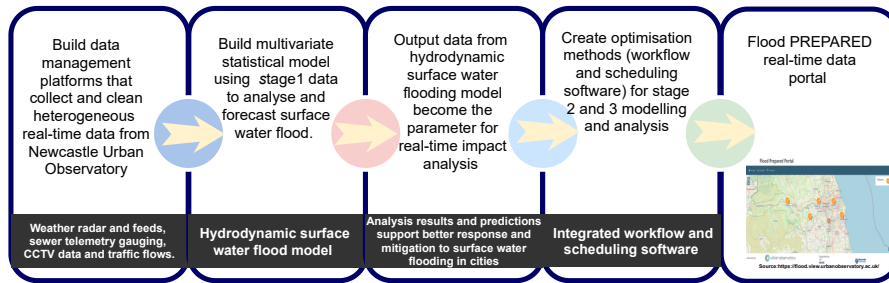 Build data
management
platforms that
collect and clean
heterogeneous
real-time data from
Newcastle Urban
Observatory
Weather radar and feeds,
sewer telemetry gauging,
CCTV data and traffic flows.
Build multivariate
statistical model
using stage1 data
to analyse and
forecast surface
water flood.
Hydrodynamic surface
water flood model
Output data from
hydrodynamic
surface water
flooding model
become the
parameter for
real-time impact
analysis
Analysis results and predictions
support better response and
mitigation to surface water
flooding in cities
Create optimisation
methods (workflow
and scheduling
software) for stage
2 and 3 modelling
and analysis
Integrated workflow and
scheduling software
Flood PREPARED
real-time data
portal
Flood Prepared Portal
Source:https://flood.view.urbanobservatory.ac.uk/